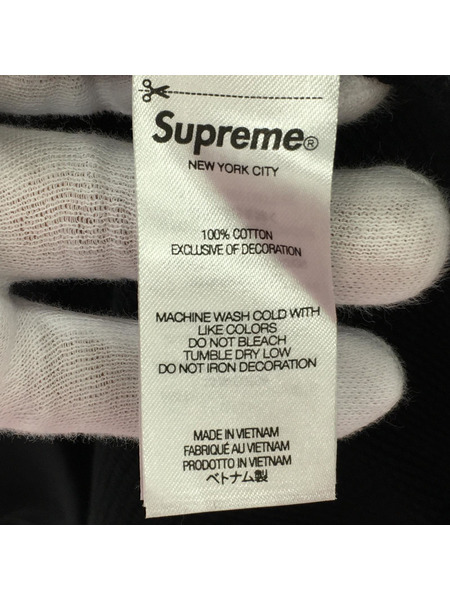 Supreme®
NEW YORK CITY
100% COTTON
EXCLUSIVE OF DECORATION
MACHINE WASH COLD WITH
LIKE COLORS
DO NOT BLEACH
TUMBLE DRY LOW
DO NOT IRON DECORATION
MADE IN VIETNAM
FABRIQUÉ AU VIETNAM
PRODOTTO IN VIETNAM
ベトナム製